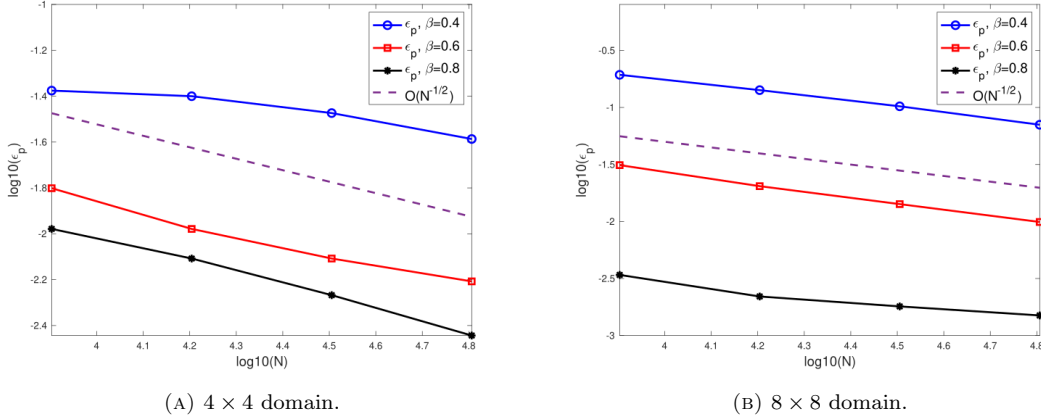 -1
-1.2
-1.4
-1.6
-1.8
-2
-2.2
-2.4
log10(ϵ_p)
4 4.1 4.2 4.3 4.4 4.5 4.6 4.7 4.8
log10(N)
ϵ_p, β=0.4
ϵ_p, β=0.6
ϵ_p, β=0.8
O(N^{-1/2})
(A) 4 × 4 domain.
-0.5
-1
-1.5
-2
-2.5
-3
log10(ϵ_p)
4 4.1 4.2 4.3 4.4 4.5 4.6 4.7 4.8
log10(N)
ϵ_p, β=0.4
ϵ_p, β=0.6
ϵ_p, β=0.8
O(N^{-1/2})
(B) 8 × 8 domain.